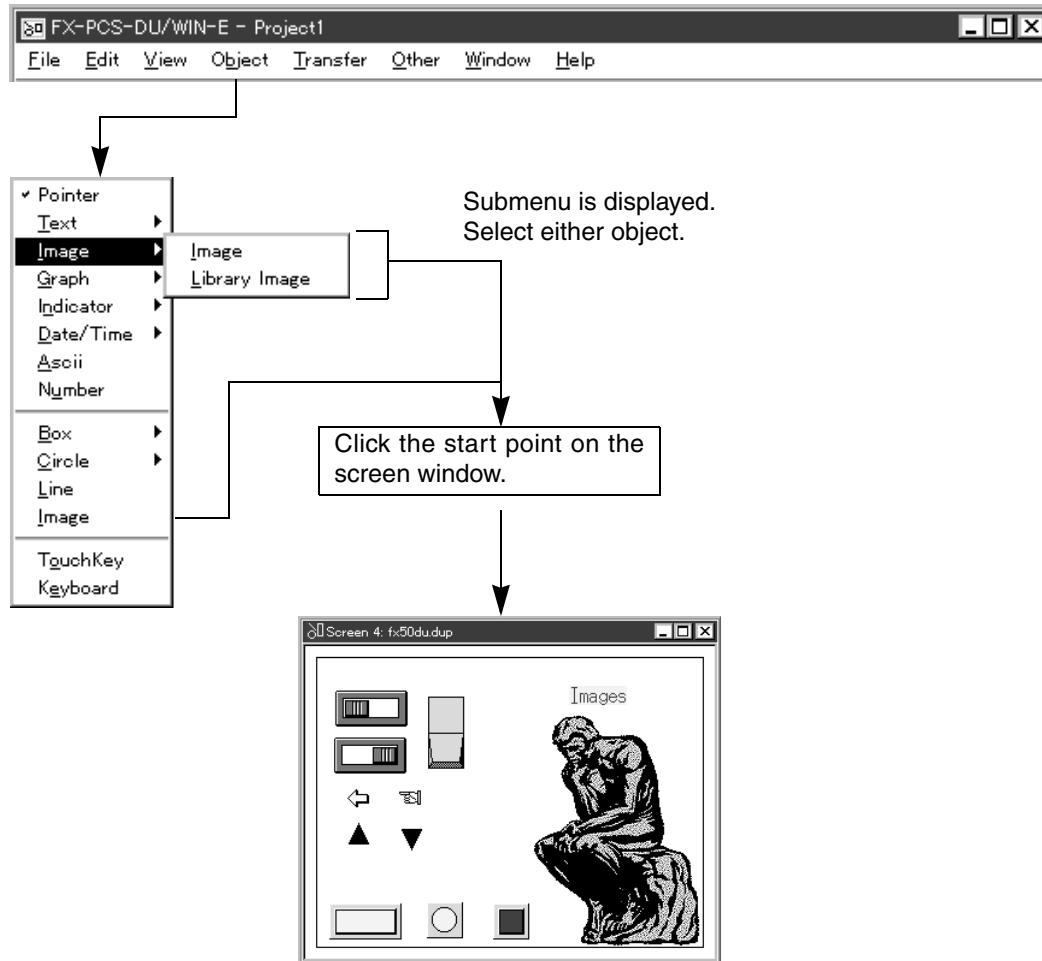 FX-PCS-DU/WIN-E - Project1
File Edit View Object Transfer Other Window Help
Pointer
Text
Image
Graph
Indicator
Date/Time
Ascii
Number
Box
Circle
Line
Image
TouchKey
Keyboard
Image
Library Image
Submenu is displayed.
Select either object.
Click the start point on the
screen window.
Screen 4: fx50du.dup
Images